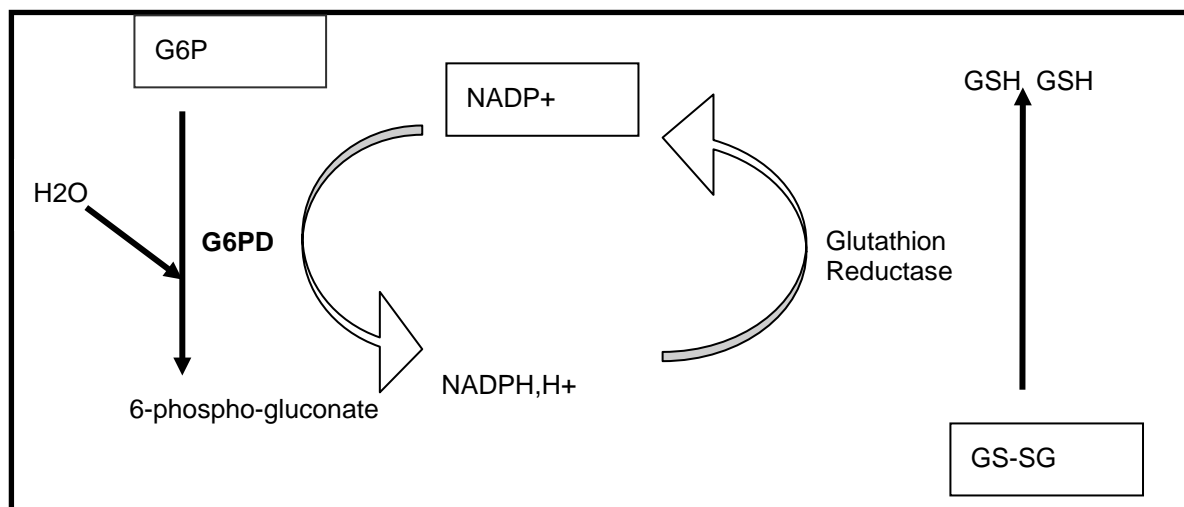 G6P
NADP+
GSH GSH
H2O
G6PD
Glutathion
Reductase
NADPH,H+
6-phospho-gluconate
GS-SG